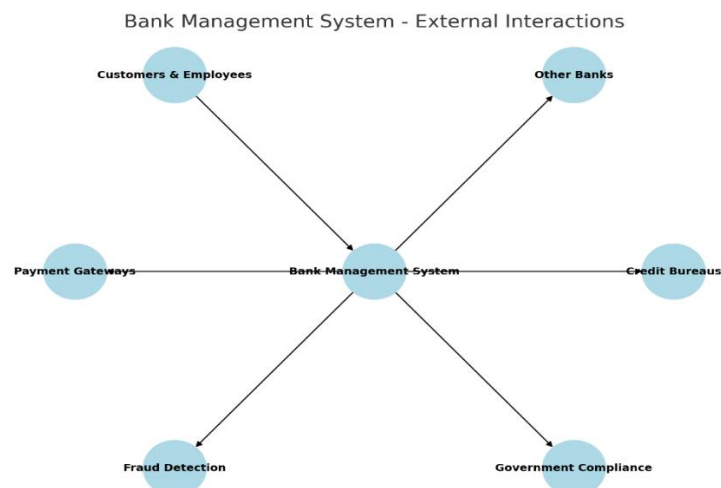 Bank Management System - External Interactions
Customers & Employees
Other Banks
Payment Gateways
Bank Management System
Credit Bureaus
Fraud Detection
Government Compliance